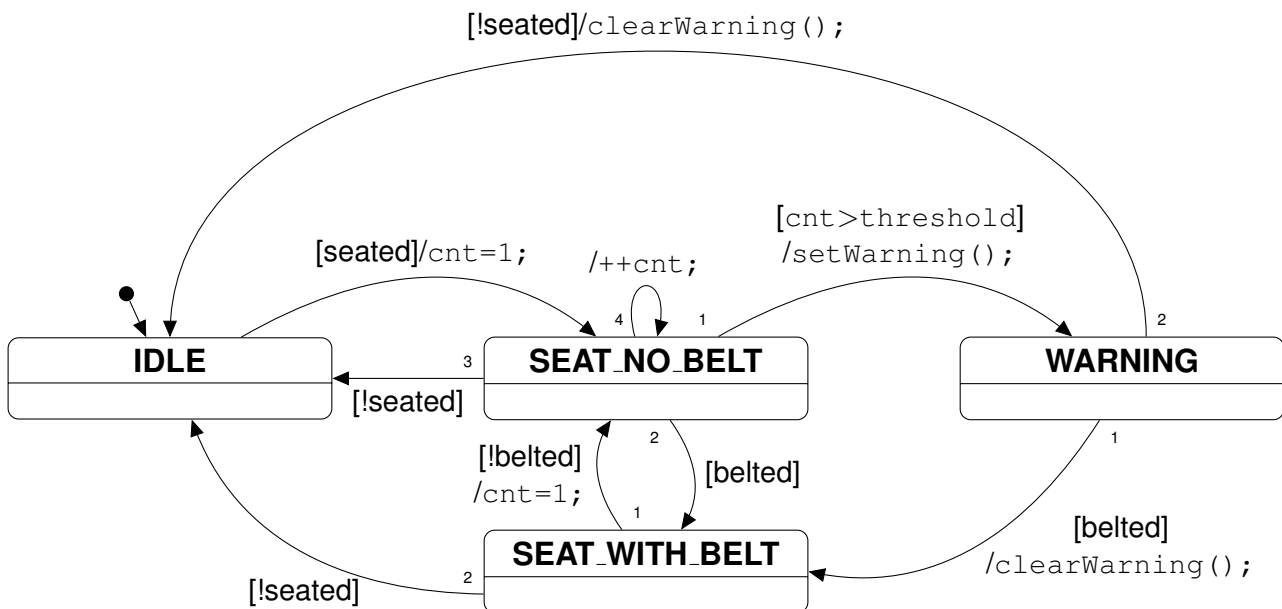 [!seated]/clearWarning();
[cnt>threshold]
/setWarning();
[seated]/cnt=1;
/++cnt;
4
1
2
IDLE
SEAT_NO_BELT
WARNING
3
[!seated]
2
1
[!belted]
/cnt=1;
[belted]
1
[belted]
/clearWarning();
SEAT_WITH_BELT
2
[!seated]